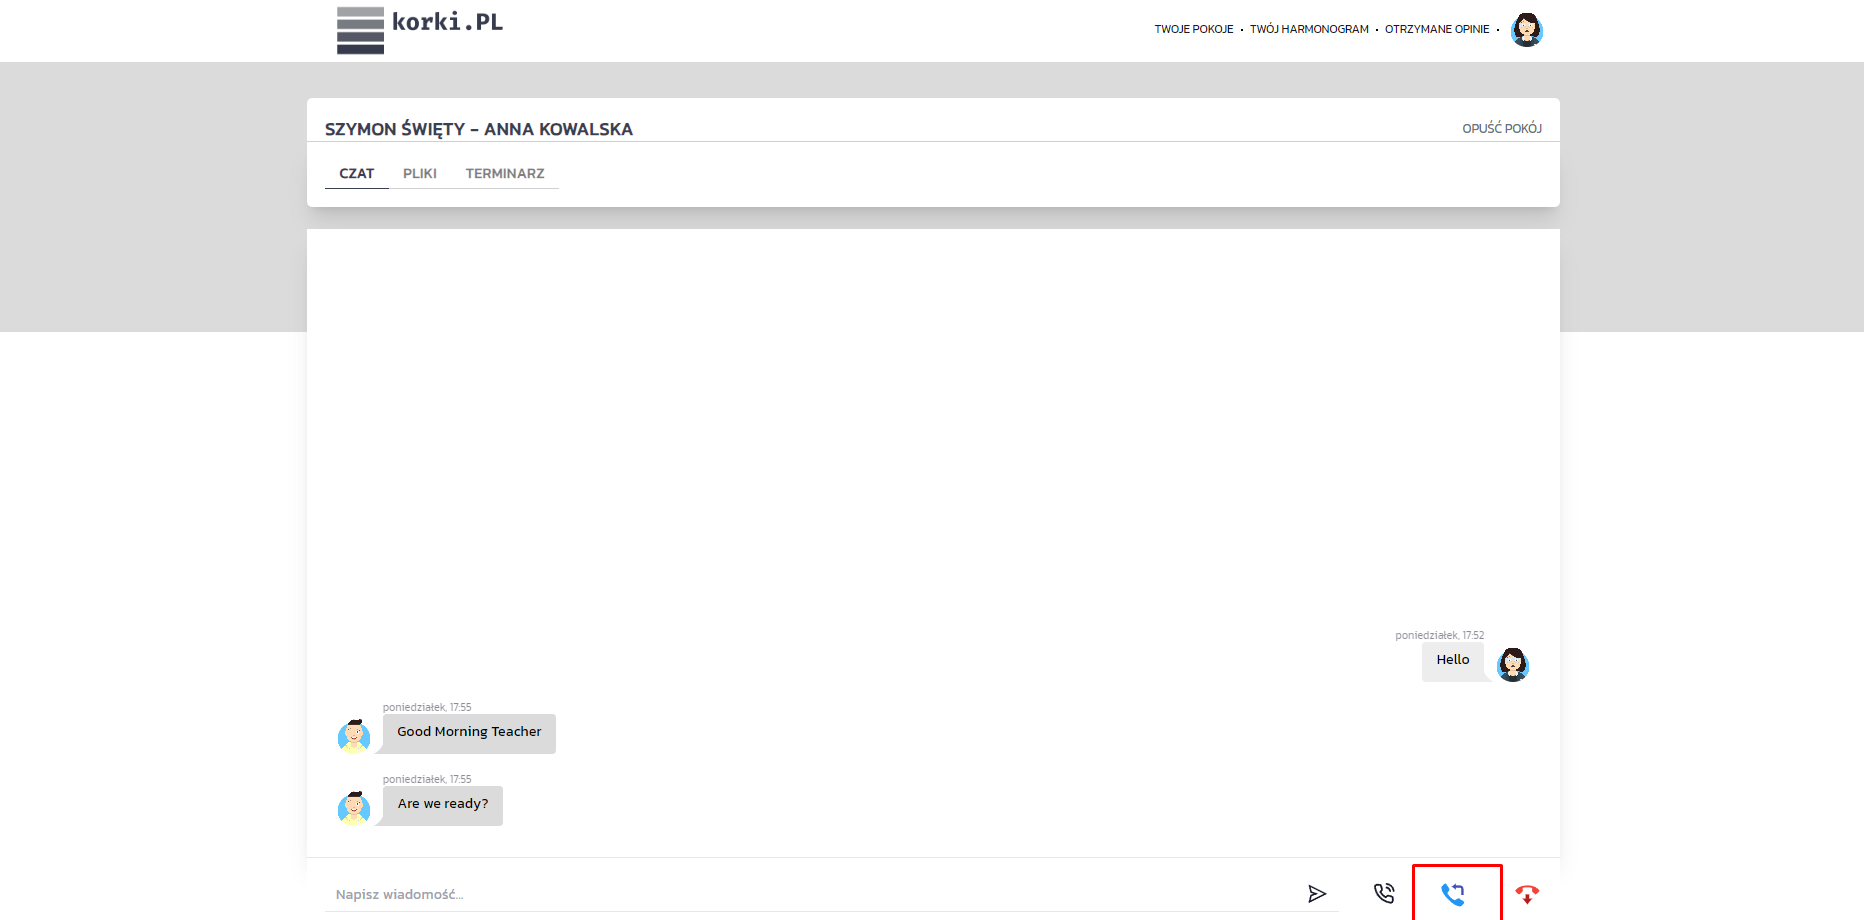 korki.PL
TWOJE POKOJE • TWÓJ HARMONOGRAM • OTRZYMANE OPINIE •
SZYMON ŚWIĘTY - ANNA KOWALSKA
OPUŚĆ POKÓJ
CZAT PLIKI TERMINARZ
poniedziałek, 17:52
Hello
poniedziałek, 17:55
Good Morning Teacher
poniedziałek, 17:55
Are we ready?
Napisz wiadomość...